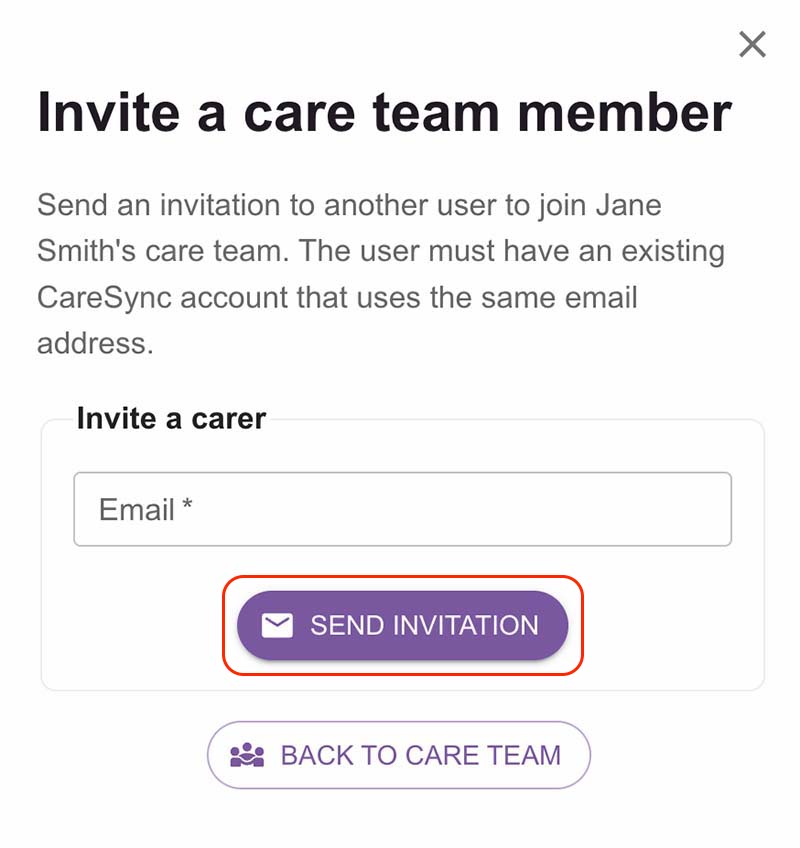 Invite a care team member
Send an invitation to another user to join Jane
Smith's care team. The user must have an existing
CareSync account that uses the same email
address.
Invite a carer
Email *
SEND INVITATION
BACK TO CARE TEAM